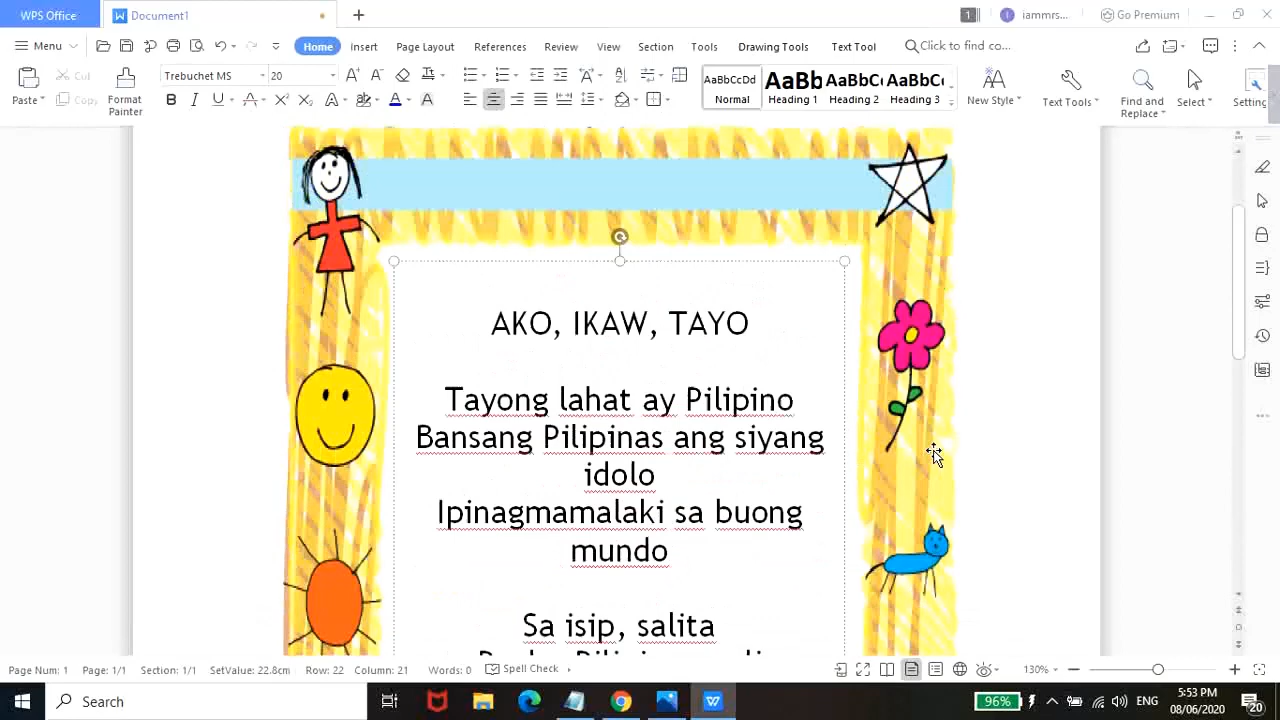 WPS Office
Document1
1
iammrs...
Go Premium
Menu
Home
Insert
Page Layout
References
Review
View
Section
Tools
Drawing Tools
Text Tool
Click to find co...
Paste
Cut
Copy
Format
Painter
Trebuchet MS
20
AaBbCcDd
Normal
AaBb
Heading 1
AaBbC
Heading 2
AaBbC
Heading 3
New Style
Text Tools
Find and
Replace
Select
Setting
AKO, IKAW, TAYO
Tayong lahat ay Pilipino
Bansang Pilipinas ang siyang
idolo
Ipinagmamalaki sa buong
mundo
Sa isip, salita
Page Num: 1
Page: 1/1
Section: 1/1
SetValue: 22.8cm
Row: 22
Column: 21
Words: 0
Spell Check
130%
Search
96%
ENG
5:53 PM
08/06/2020
20